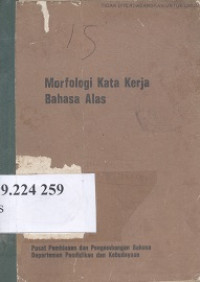 15
Morfologi Kata Kerja
Bahasa Alas
9.224 259
S
Pusat Pembinaan dan Pengembangan Bahasa
Departemen Pendidikan dan Kebudayaan